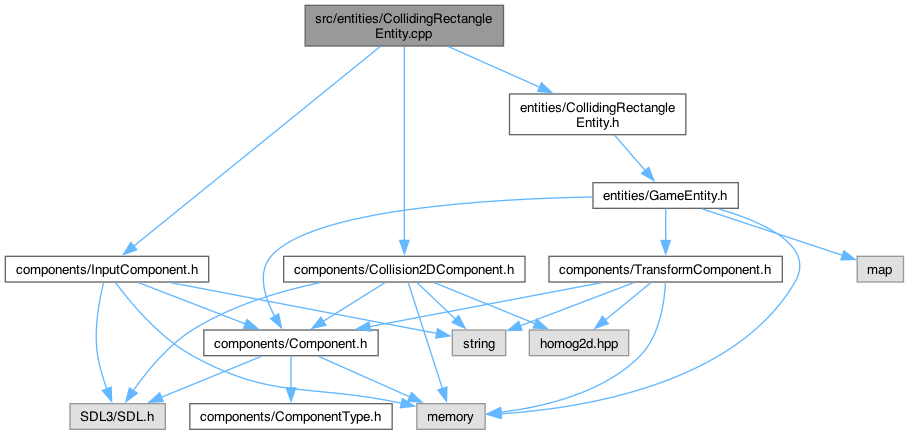 src/entities/CollidingRectangle
Entity.cpp
entities/CollidingRectangle
Entity.h
entities/GameEntity.h
components/InputComponent.h
components/Collision2DComponent.h
components/TransformComponent.h
map
components/Component.h
string
homog2d.hpp
SDL3/SDL.h
components/ComponentType.h
memory